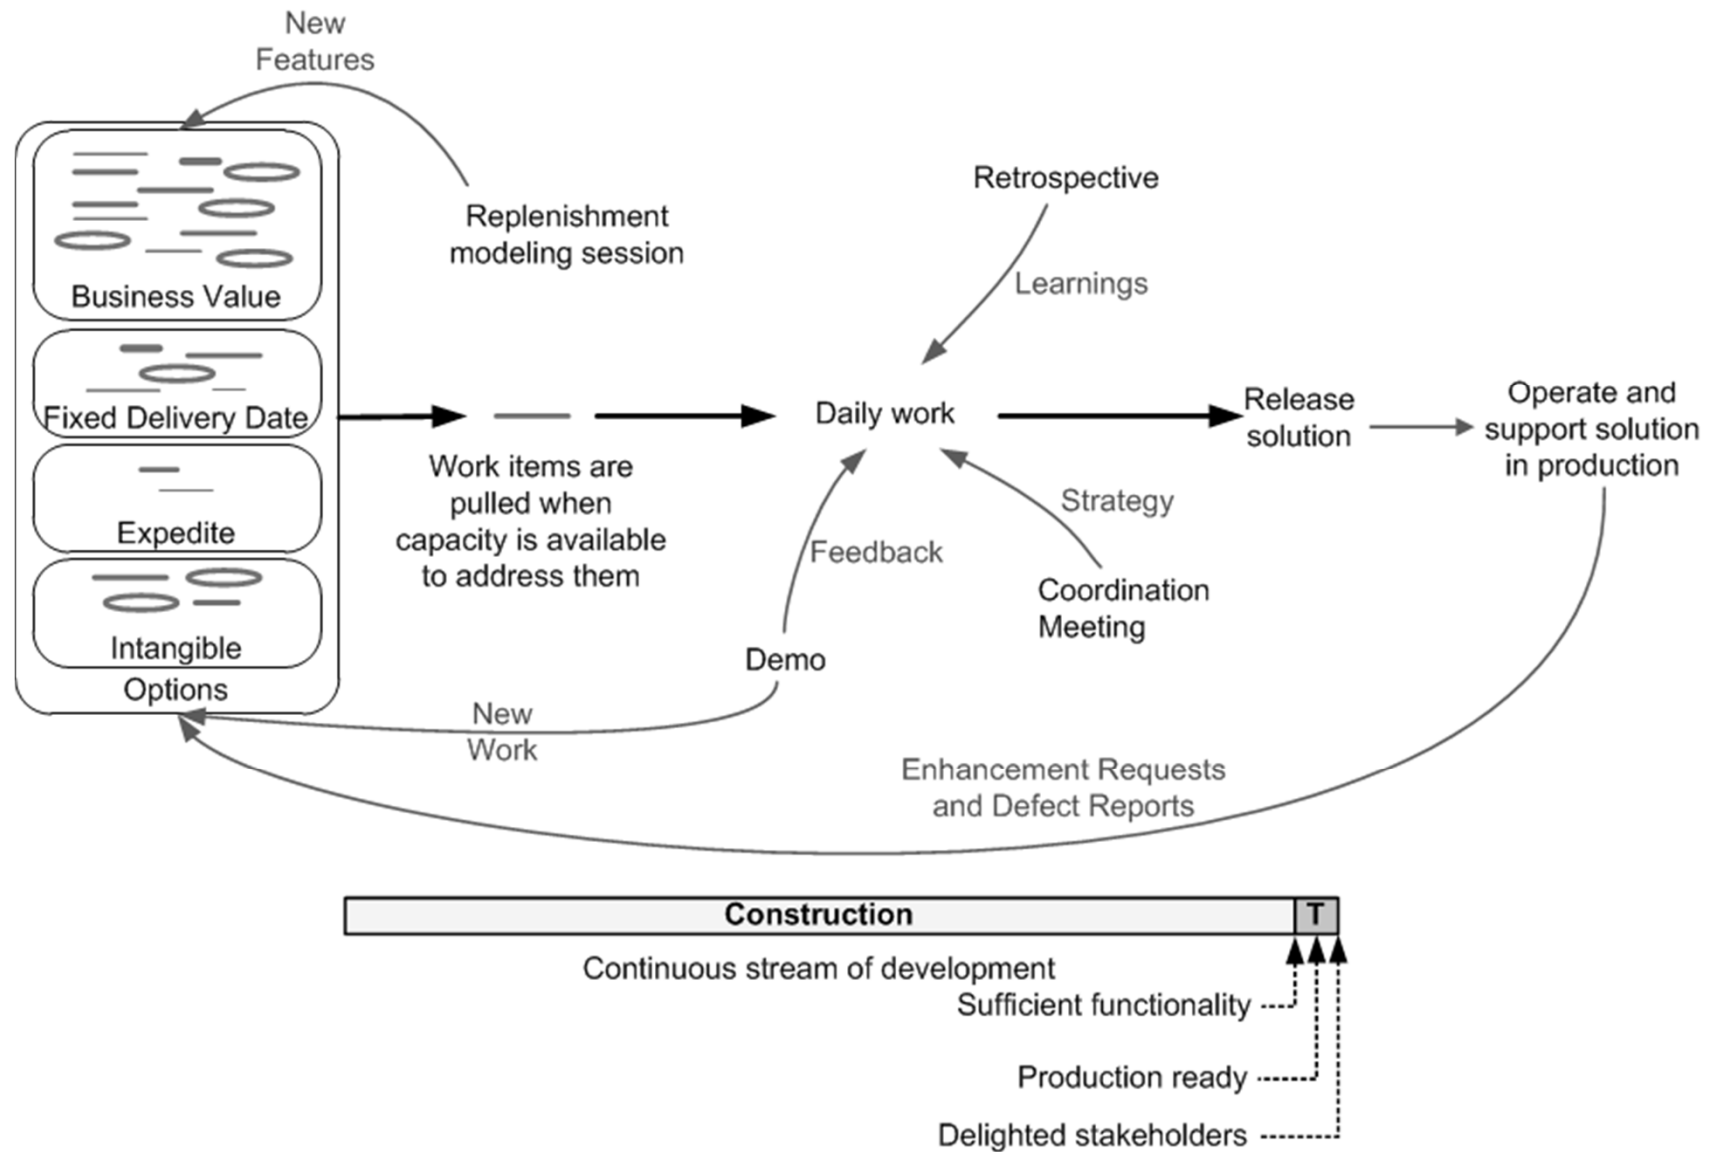 New
Features
Replenishment
modeling session
Retrospective
Learnings
Business Value
Fixed Delivery Date
Expedite
Intangible
Options
Work items are
pulled when
capacity is available
to address them
Daily work
Release
solution
Operate and
support solution
in production
Strategy
Feedback
Coordination
Meeting
Demo
New
Work
Enhancement Requests
and Defect Reports
Construction
T
Continuous stream of development
Sufficient functionality
Production ready
Delighted stakeholders